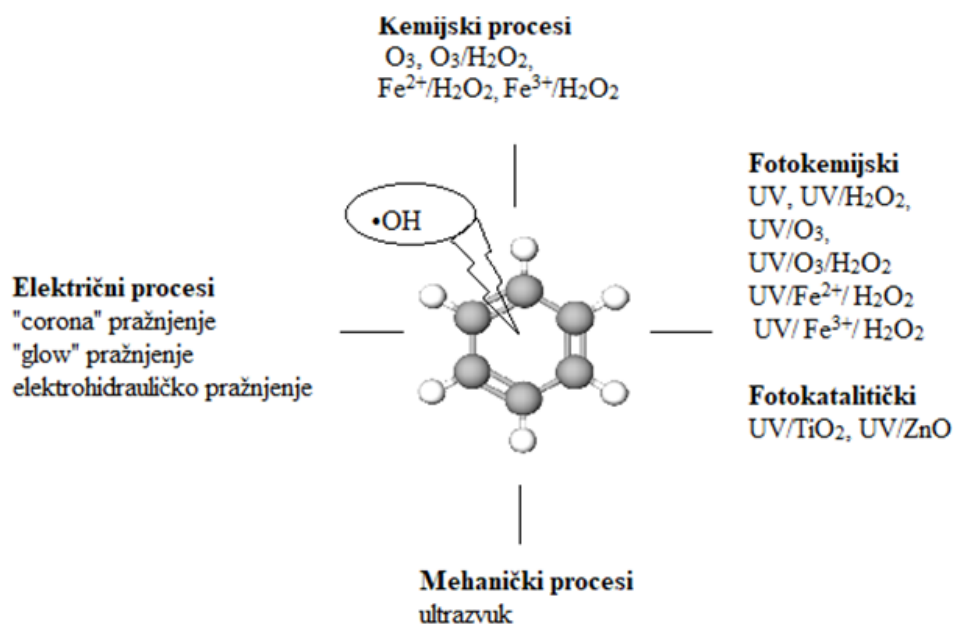 Kemijski procesi
O3, O3/H2O2,
Fe2+/H2O2, Fe3+/H2O2
•OH
Električni procesi
"corona" pražnjenje
"glow" pražnjenje
elektrohidrauličko pražnjenje
Fotokemijski
UV, UV/H2O2,
UV/O3,
UV/O3/H2O2
UV/Fe2+/ H2O2
UV/ Fe3+/ H2O2
Fotokatalitički
UV/TiO2, UV/ZnO
Mehanički procesi
ultrazvuk